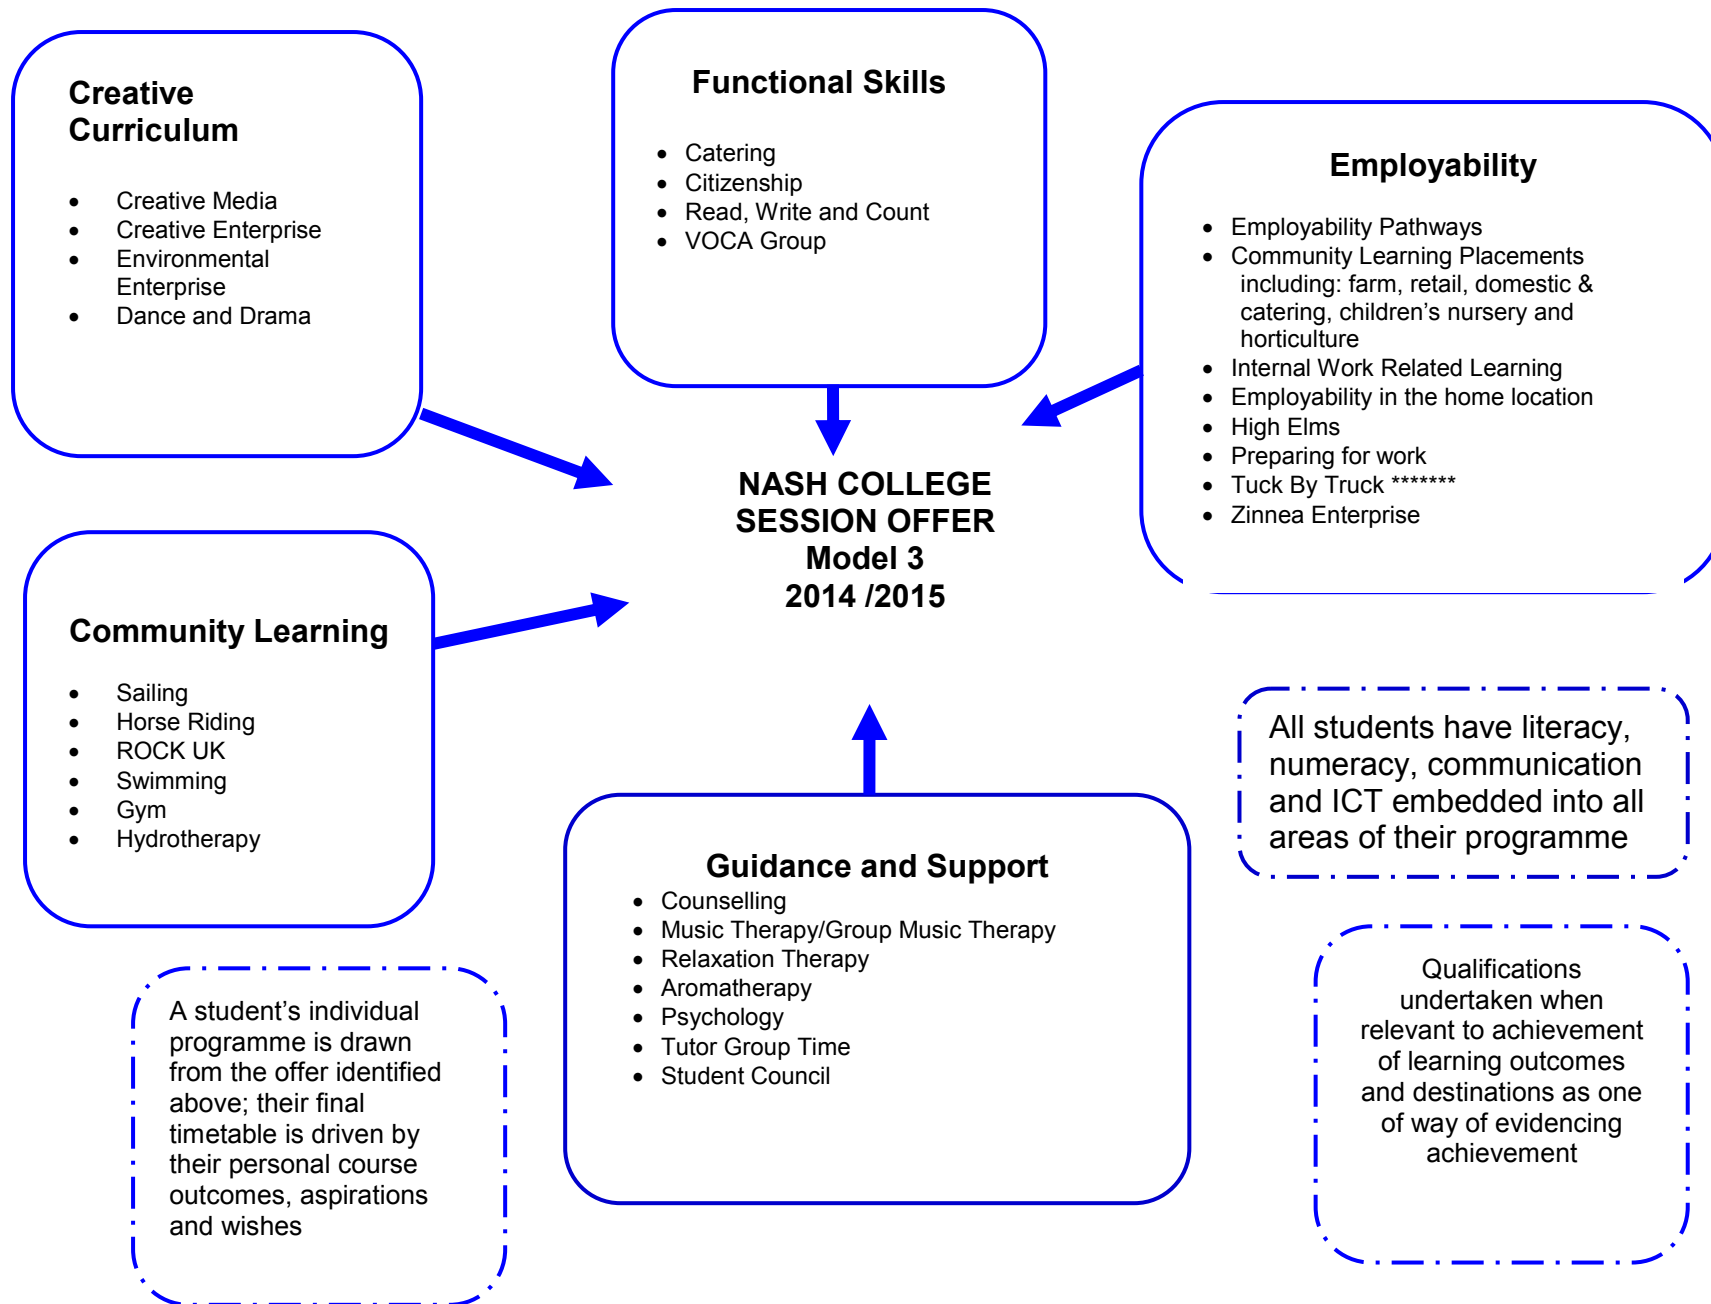 Creative
Curriculum
• Creative Media
• Creative Enterprise
• Environmental
Enterprise
• Dance and Drama
Functional Skills
• Catering
• Citizenship
• Read, Write and Count
• VOCA Group
Employability
• Employability Pathways
• Community Learning Placements
including: farm, retail, domestic &
catering, children’s nursery and
horticulture
• Internal Work Related Learning
• Employability in the home location
• High Elms
• Preparing for work
• Tuck By Truck *******
• Zinnea Enterprise
NASH COLLEGE
SESSION OFFER
Model 3
2014 /2015
Community Learning
• Sailing
• Horse Riding
• ROCK UK
• Swimming
• Gym
• Hydrotherapy
Guidance and Support
• Counselling
• Music Therapy/Group Music Therapy
• Relaxation Therapy
• Aromatherapy
• Psychology
• Tutor Group Time
• Student Council
All students have literacy,
numeracy, communication
and ICT embedded into all
areas of their programme
A student’s individual
programme is drawn
from the offer identified
above; their final
timetable is driven by
their personal course
outcomes, aspirations
and wishes
Qualifications
undertaken when
relevant to achievement
of learning outcomes
and destinations as one
of way of evidencing
achievement